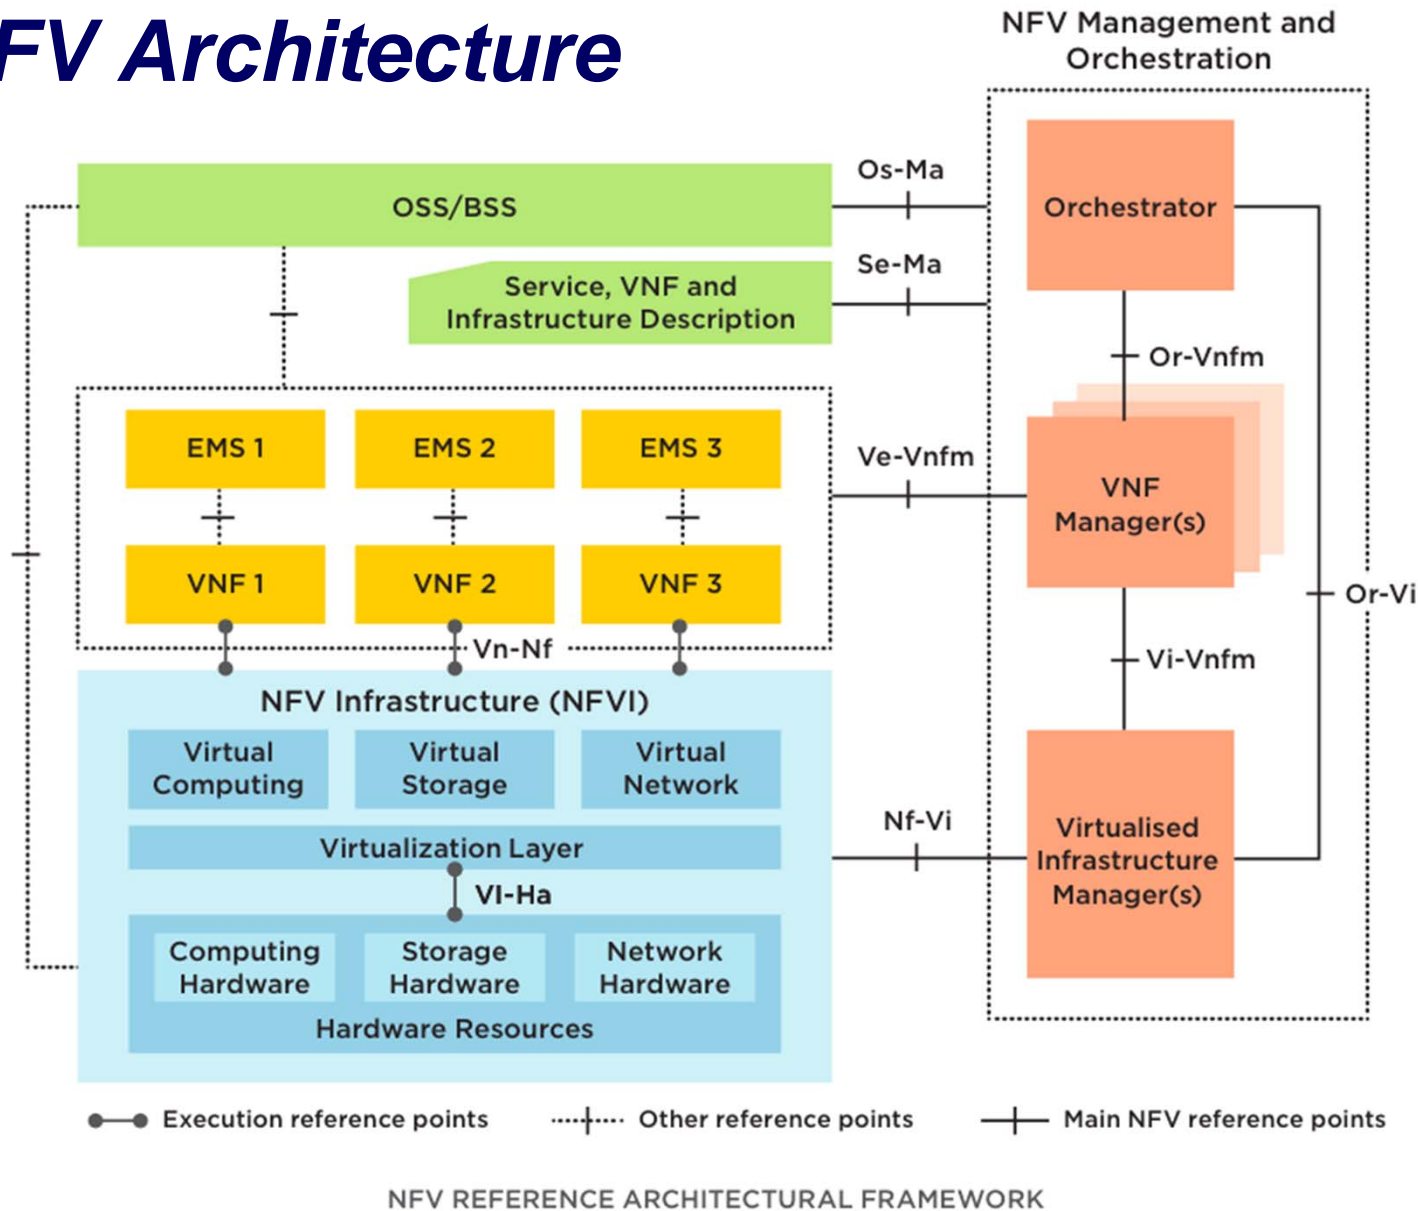 FV Architecture
NFV Management and
Orchestration
OSS/BSS
Os-Ma
Orchestrator
Service, VNF and
Infrastructure Description
Se-Ma
Or-Vnfm
EMS 1
EMS 2
EMS 3
Ve-Vnfm
VNF
Manager(s)
VNF 1
VNF 2
VNF 3
Or-Vi
Vn-Nf
Vi-Vnfm
NFV Infrastructure (NFVI)
Virtual
Computing
Virtual
Storage
Virtual
Network
Nf-Vi
Virtualised
Infrastructure
Manager(s)
Virtualization Layer
VI-Ha
Computing
Hardware
Storage
Hardware
Network
Hardware
Hardware Resources
Execution reference points
Other reference points
Main NFV reference points
NFV REFERENCE ARCHITECTURAL FRAMEWORK